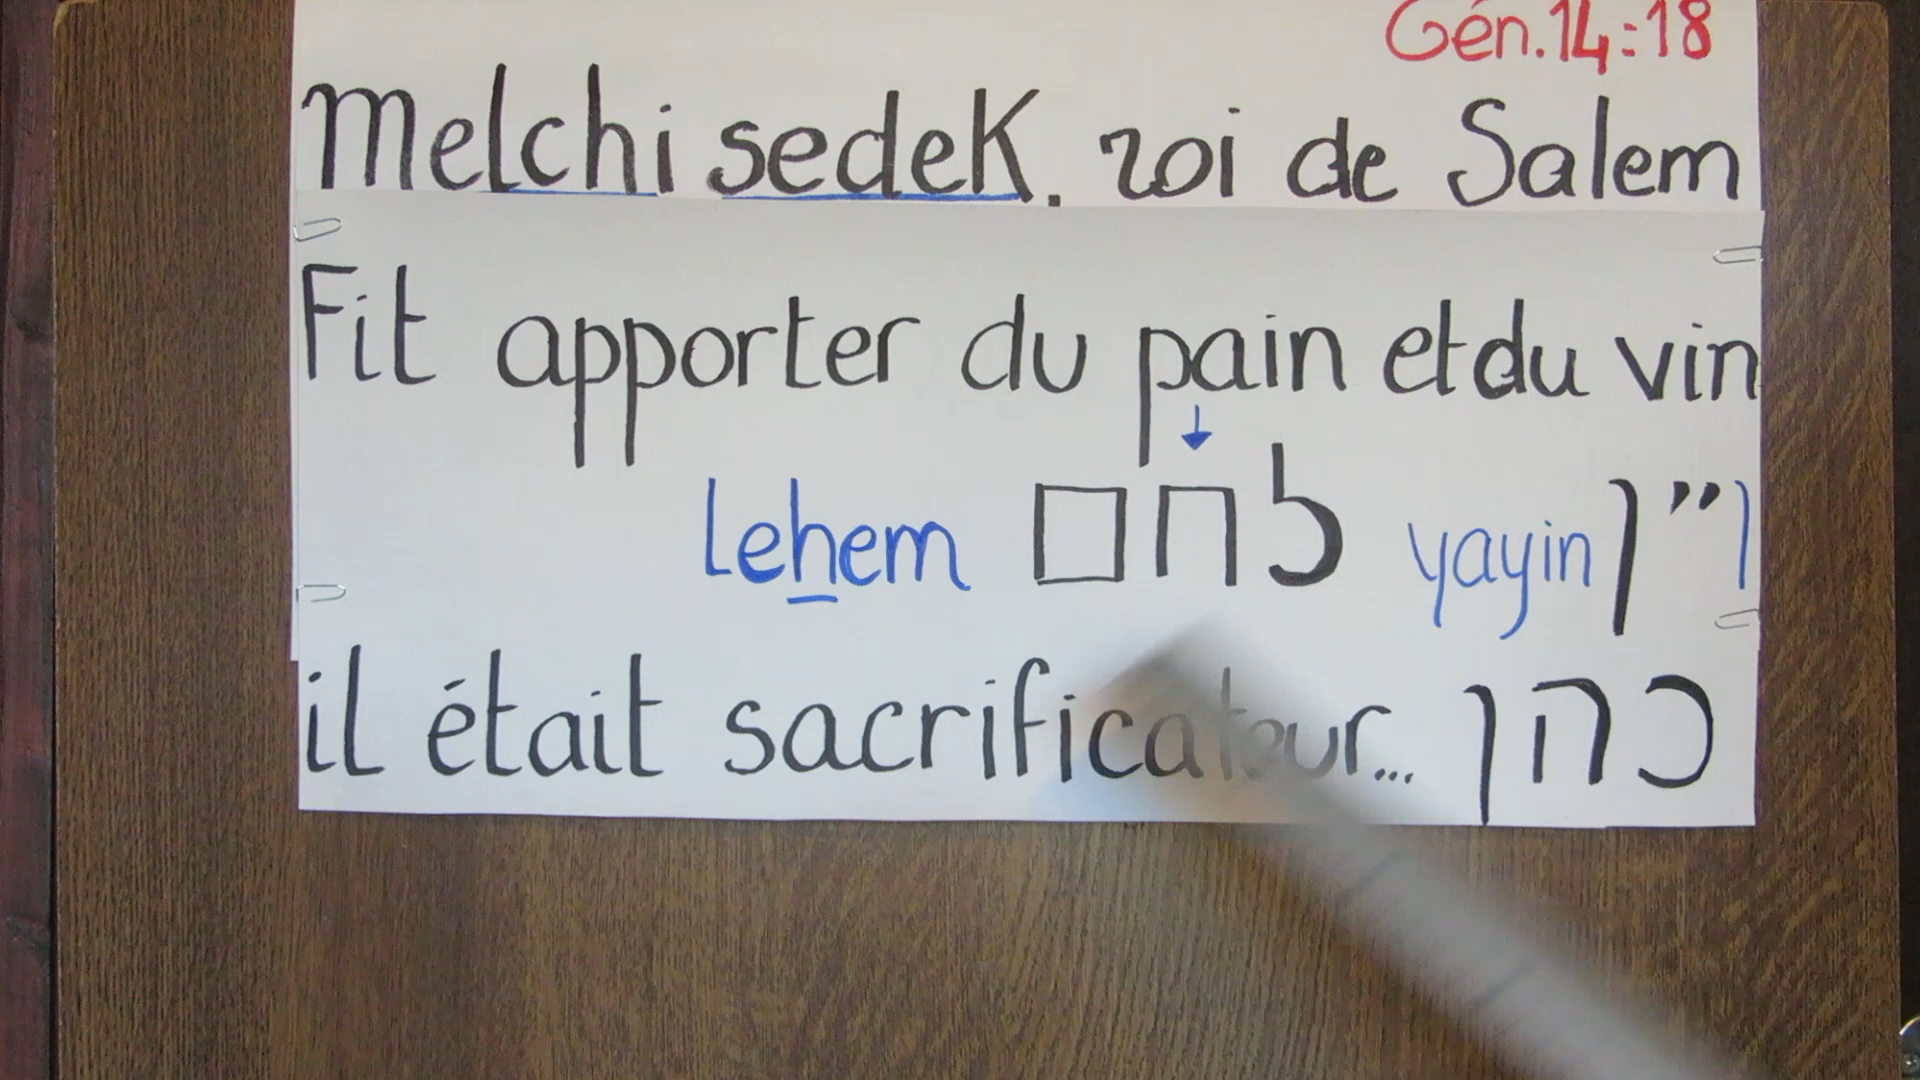 Gén.14:18
Melchi sedek. roi de Salem
Fit apporter du pain et du vin
lehem לחם yayin ויין
il était sacrificateur... כהן